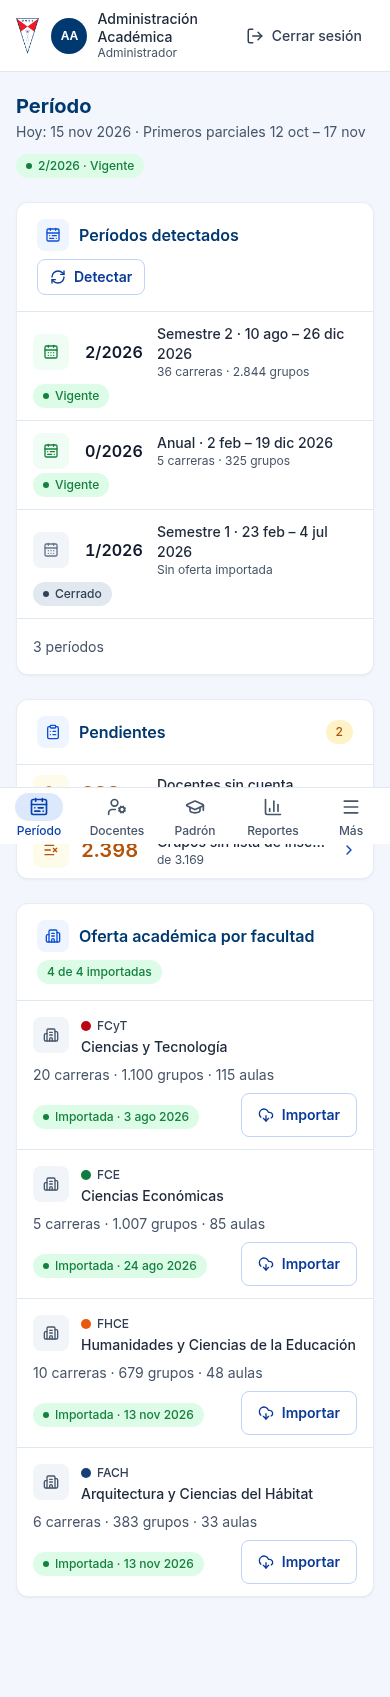 Administración
Académica
Administrador
AA
Cerrar sesión
Período
Hoy: 15 nov 2026 · Primeros parciales 12 oct – 17 nov
2/2026 · Vigente
Períodos detectados
Detectar
2/2026
Semestre 2 · 10 ago – 26 dic
2026
36 carreras · 2.844 grupos
Vigente
0/2026
Anual · 2 feb – 19 dic 2026
5 carreras · 325 grupos
Vigente
1/2026
Semestre 1 · 23 feb – 4 jul
2026
Sin oferta importada
Cerrado
3 períodos
Pendientes
2
Docentes sin cuenta
Período
Docentes
Padrón
Reportes
Más
2.398
de 3.169
Oferta académica por facultad
4 de 4 importadas
FCyT
Ciencias y Tecnología
20 carreras · 1.100 grupos · 115 aulas
Importada · 3 ago 2026
Importar
FCE
Ciencias Económicas
5 carreras · 1.007 grupos · 85 aulas
Importada · 24 ago 2026
Importar
FHCE
Humanidades y Ciencias de la Educación
10 carreras · 679 grupos · 48 aulas
Importada · 13 nov 2026
Importar
FACH
Arquitectura y Ciencias del Hábitat
6 carreras · 383 grupos · 33 aulas
Importada · 13 nov 2026
Importar